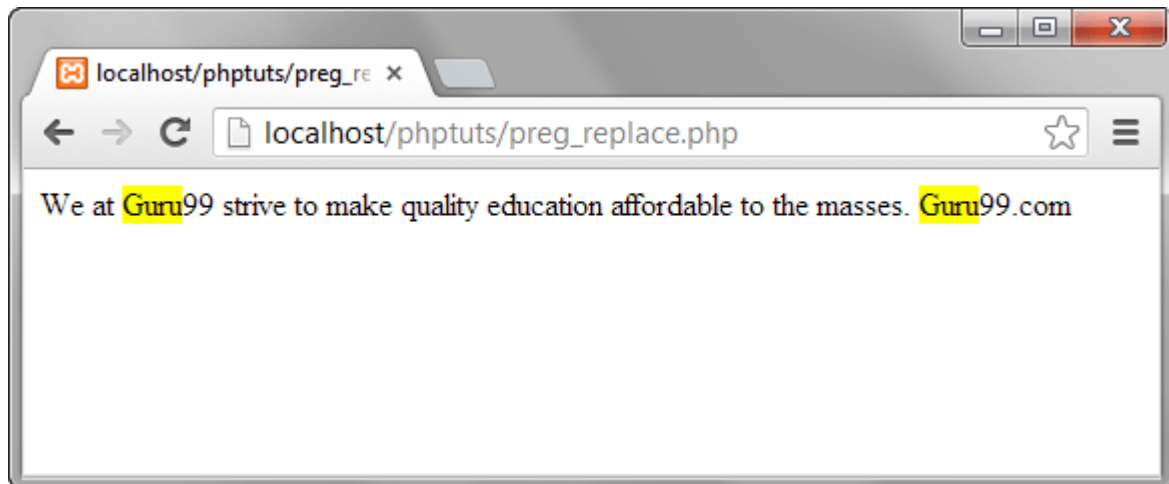 localhost/phptuts/preg_re
localhost/phptuts/preg_replace.php
We at Guru99 strive to make quality education affordable to the masses. Guru99.com